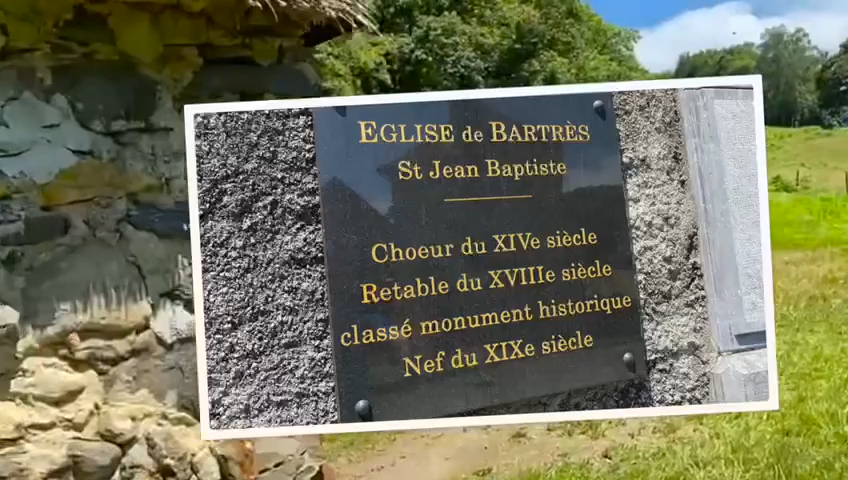 EGLISE de BARTRÈS
St JEAN BAPTISTE
Choeur du XIVe siècle
Retable du XVIIIe siècle
classé monument historique
Nef du XIXe siècle